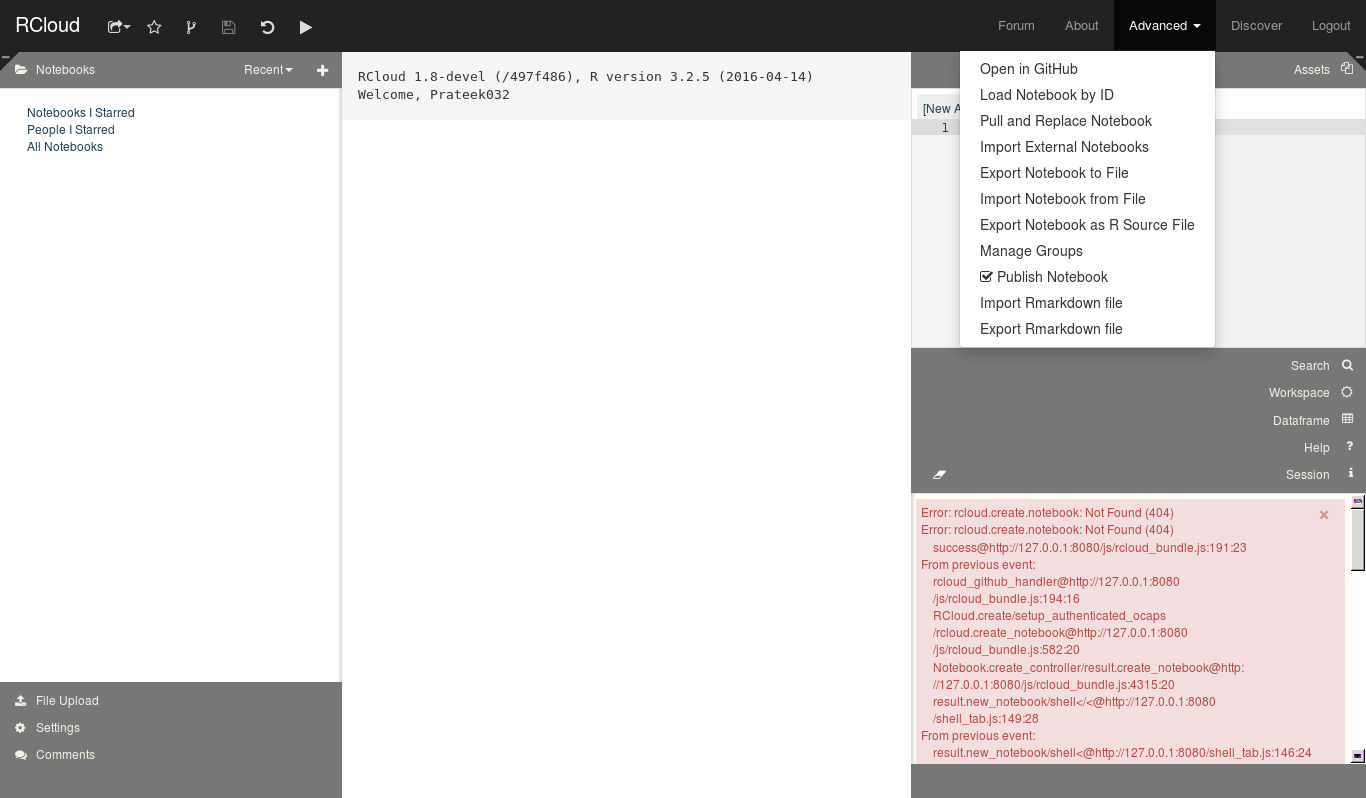 RCloud
Forum
About
Advanced
Discover
Logout
Notebooks
Recent
Notebooks I Starred
People I Starred
All Notebooks
File Upload
Settings
Comments
RCloud 1.8-devel (/497f486), R version 3.2.5 (2016-04-14)
Welcome, Prateek032
Assets
[New A
1
Open in GitHub
Load Notebook by ID
Pull and Replace Notebook
Import External Notebooks
Export Notebook to File
Import Notebook from File
Export Notebook as R Source File
Manage Groups
Publish Notebook
Import Rmarkdown file
Export Rmarkdown file
Search
Workspace
Dataframe
Help
Session
Error: rcloud.create.notebook: Not Found (404)
Error: rcloud.create.notebook: Not Found (404)
success@http://127.0.0.1:8080/js/rcloud_bundle.js:191:23
From previous event:
rcloud_github_handler@http://127.0.0.1:8080
/js/rcloud_bundle.js:194:16
RCloud.create/setup_authenticated_ocaps
/rcloud.create_notebook@http://127.0.0.1:8080
/js/rcloud_bundle.js:582:20
Notebook.create_controller/result.create_notebook@http:
//127.0.0.1:8080/js/rcloud_bundle.js:4315:20
result.new_notebook/shell</<@http://127.0.0.1:8080
/shell_tab.js:149:28
From previous event:
result.new_notebook/shell<@http://127.0.0.1:8080/shell_tab.js:146:24